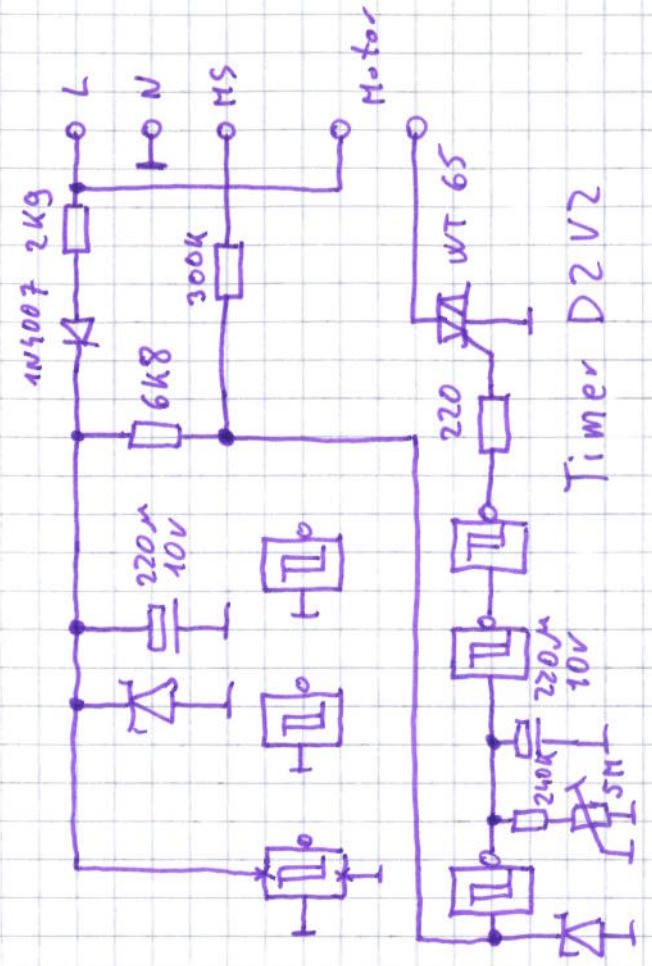 L
N
MS
Motor
2K9
1N4007
300K
6K8
WT 65
220
220µ
10v
220µ
10v
240K
5M
Timer D2V2